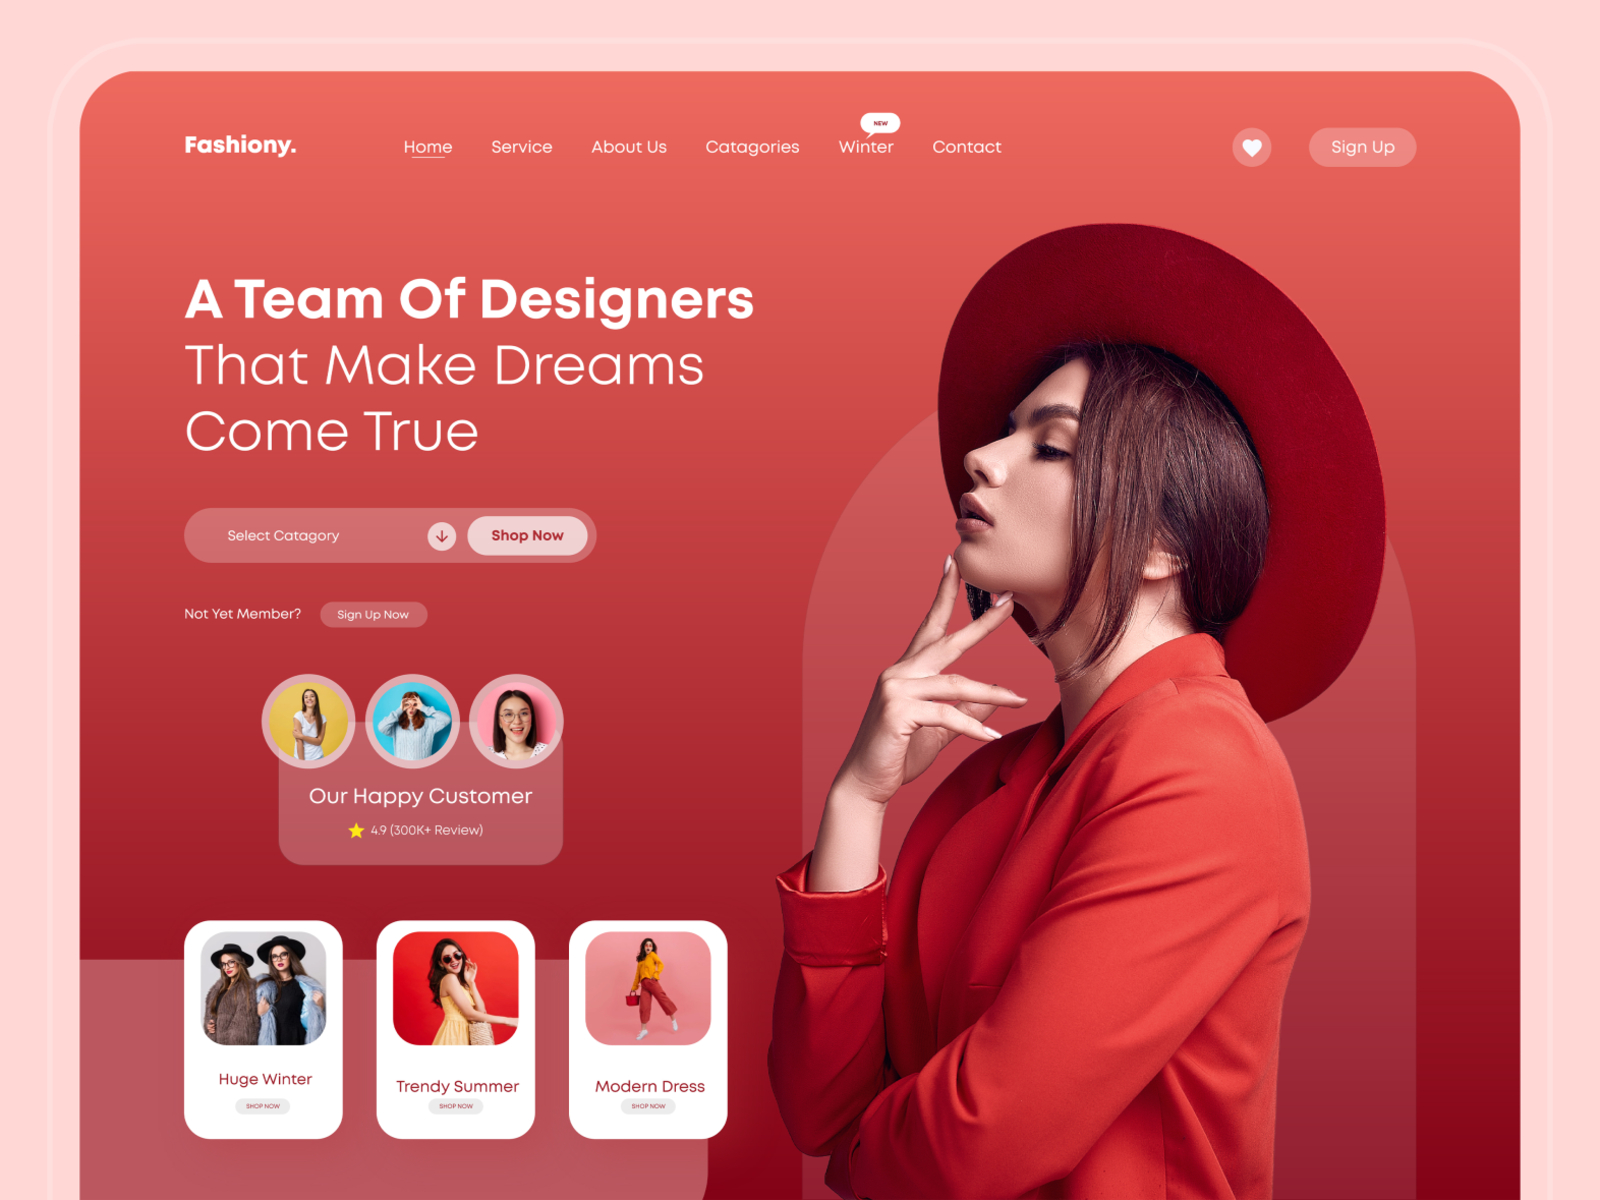 Fashiony.
Home
Service
About Us
Catagories
NEW
Winter
Contact
Sign Up
A Team Of Designers
That Make Dreams
Come True
Select Catagory
Shop Now
Not Yet Member?
Sign Up Now
Our Happy Customer
4.9 (300K+ Review)
Huge Winter
SHOP NOW
Trendy Summer
SHOP NOW
Modern Dress
SHOP NOW